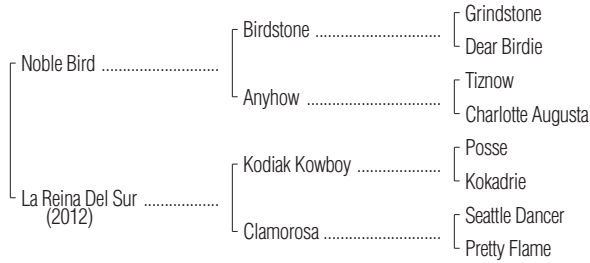 Grindstone
Birdstone ................................
Dear Birdie
Noble Bird ..............................
Tiznow
Anyhow ...................................
Charlotte Augusta
Posse
Kodiak Kowboy .....................
Kokadrie
La Reina Del Sur ...................
(2012)
Seattle Dancer
Clamorosa ..............................
Pretty Flame